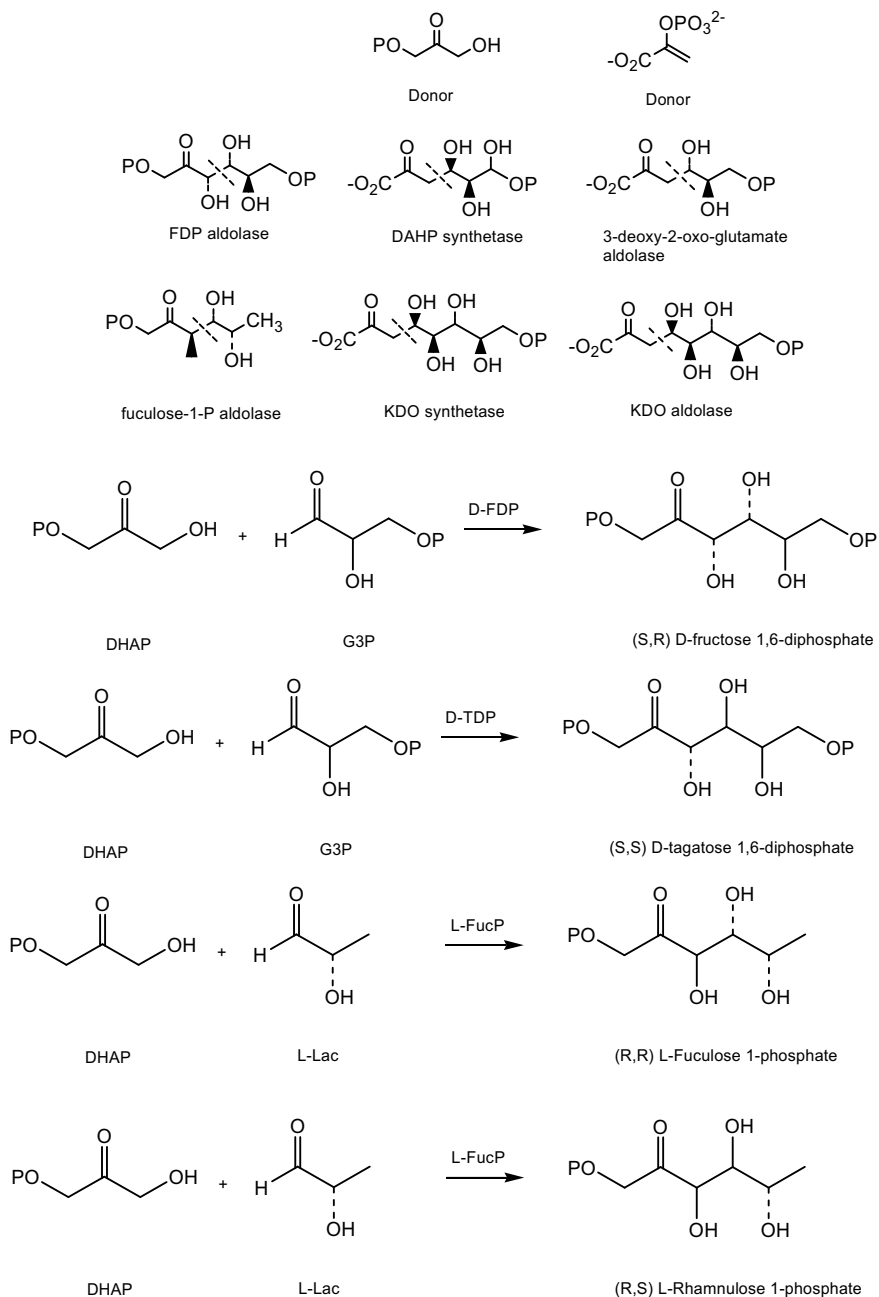 O
PO OH
Donor
OPO₃²⁻
-O₂C
Donor
O OH
PO OP
OH OH
FDP aldolase
O OH OH
-O₂C OP
OH
DAHP synthetase
O OH
-O₂C OP
OH
3-deoxy-2-oxo-glutamate
aldolase
O OH
PO CH₃
OH
fuculose-1-P aldolase
O OH OH
-O₂C OP
OH OH
KDO synthetase
O OH OH
-O₂C OP
OH OH
KDO aldolase
O
PO OH
DHAP
+
O
H OP
OH
G3P
D-FDP
O OH
PO OP
OH OH
(S,R) D-fructose 1,6-diphosphate
O
PO OH
DHAP
+
O
H OP
OH
G3P
D-TDP
O OH
PO OP
OH OH
(S,S) D-tagatose 1,6-diphosphate
O
PO OH
DHAP
+
O
H
OH
L-Lac
L-FucP
O OH
PO
OH OH
(R,R) L-Fuculose 1-phosphate
O
PO OH
DHAP
+
O
H
OH
L-Lac
L-FucP
O OH
PO
OH OH
(R,S) L-Rhamnulose 1-phosphate